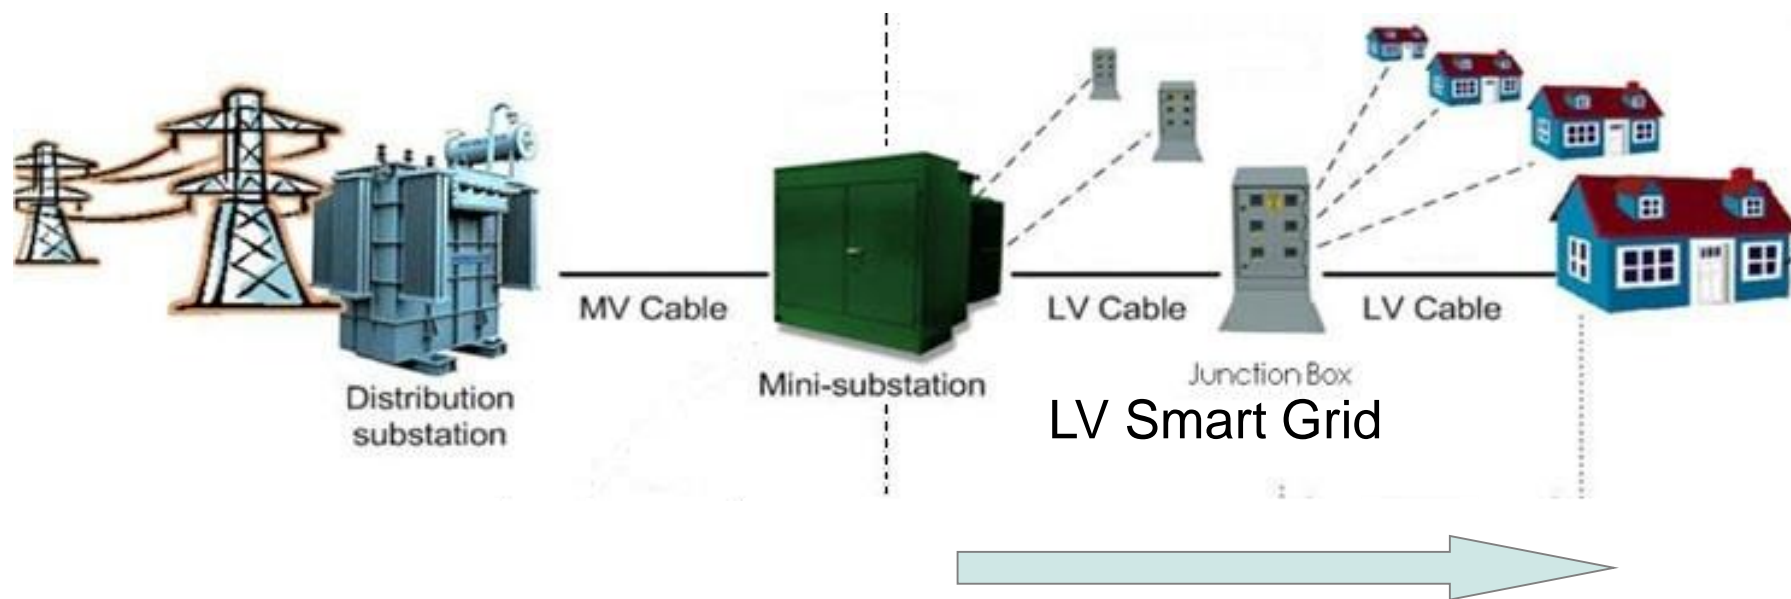 MV Cable
LV Cable
LV Cable
Distribution
substation
Mini-substation
Junction Box
LV Smart Grid